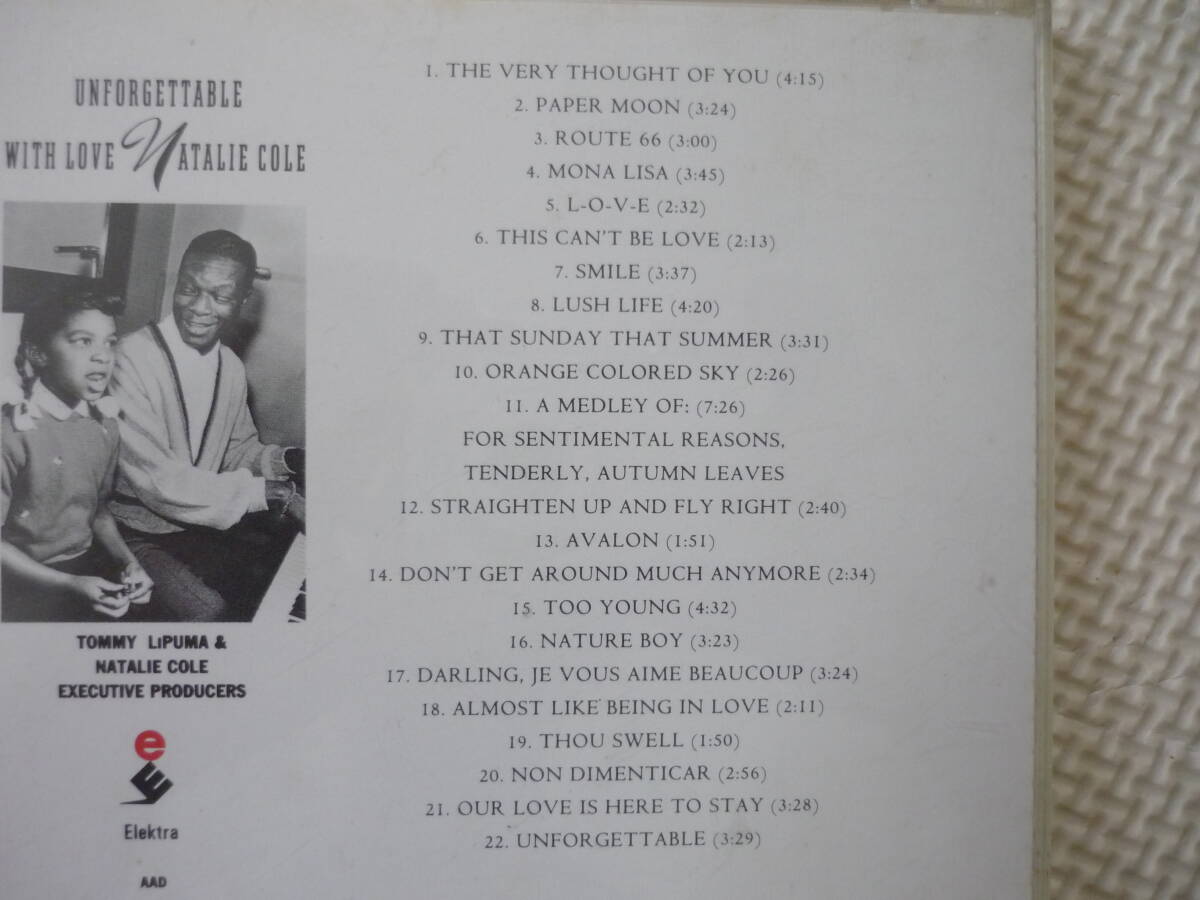 UNFORGETTABLE
WITH LOVE NATALIE COLE
TOMMY LiPUMA &
NATALIE COLE
EXECUTIVE PRODUCERS
e
E
Elektra
AAD
1. THE VERY THOUGHT OF YOU (4:15)
2. PAPER MOON (3:24)
3. ROUTE 66 (3:00)
4. MONA LISA (3:45)
5. L-O-V-E (2:32)
6. THIS CAN'T BE LOVE (2:13)
7. SMILE (3:37)
8. LUSH LIFE (4:20)
9. THAT SUNDAY THAT SUMMER (3:31)
10. ORANGE COLORED SKY (2:26)
11. A MEDLEY OF: (7:26)
FOR SENTIMENTAL REASONS,
TENDERLY, AUTUMN LEAVES
12. STRAIGHTEN UP AND FLY RIGHT (2:40)
13. AVALON (1:51)
14. DON'T GET AROUND MUCH ANYMORE (2:34)
15. TOO YOUNG (4:32)
16. NATURE BOY (3:23)
17. DARLING, JE VOUS AIME BEAUCOUP (3:24)
18. ALMOST LIKE BEING IN LOVE (2:11)
19. THOU SWELL (1:50)
20. NON DIMENTICAR (2:56)
21. OUR LOVE IS HERE TO STAY (3:28)
22. UNFORGETTABLE (3:29)